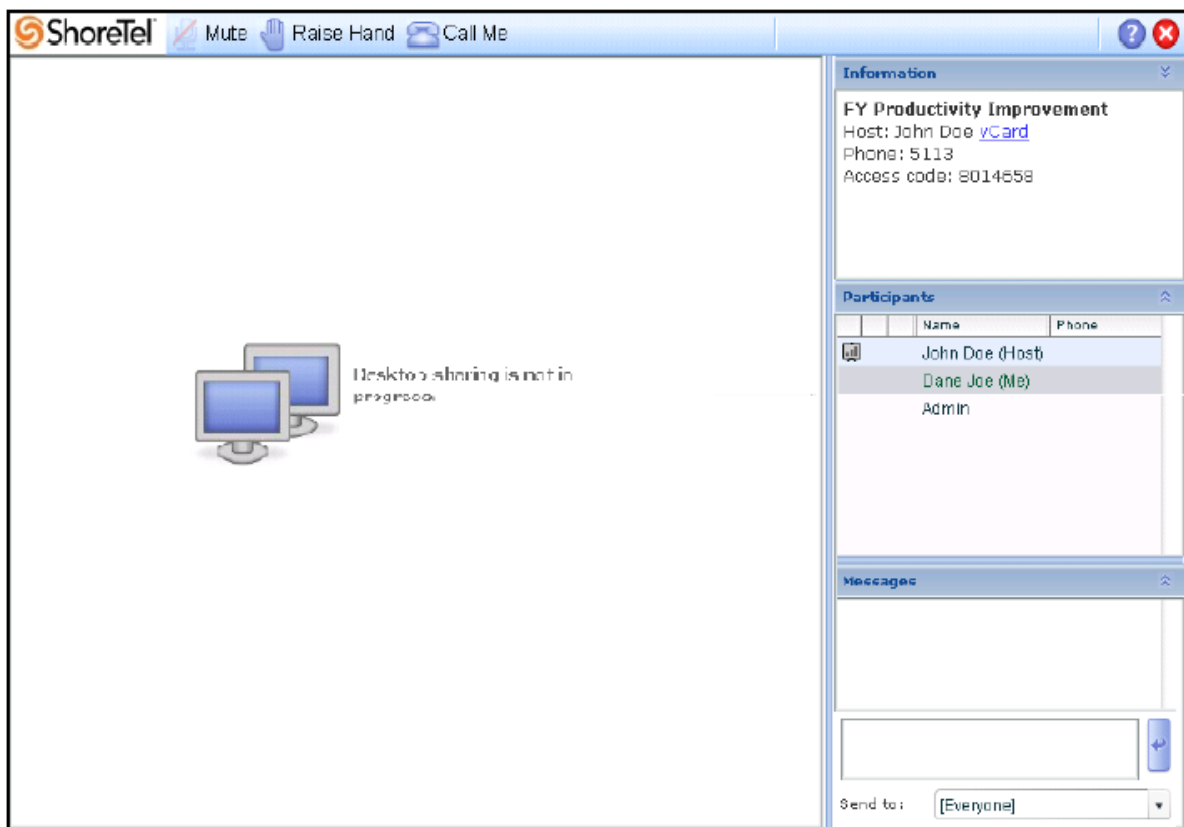 ShoreTel Mute Raise Hand Call Me ?
Desktop sharing is not in
progress.
Information
FY Productivity Improvement
Host: John Doe vCard
Phone: 5113
Access code: 8014658
Participants
Name Phone
John Doe (Host)
Dane Joe (Me)
Admin
Messages
Send to: [Everyone]